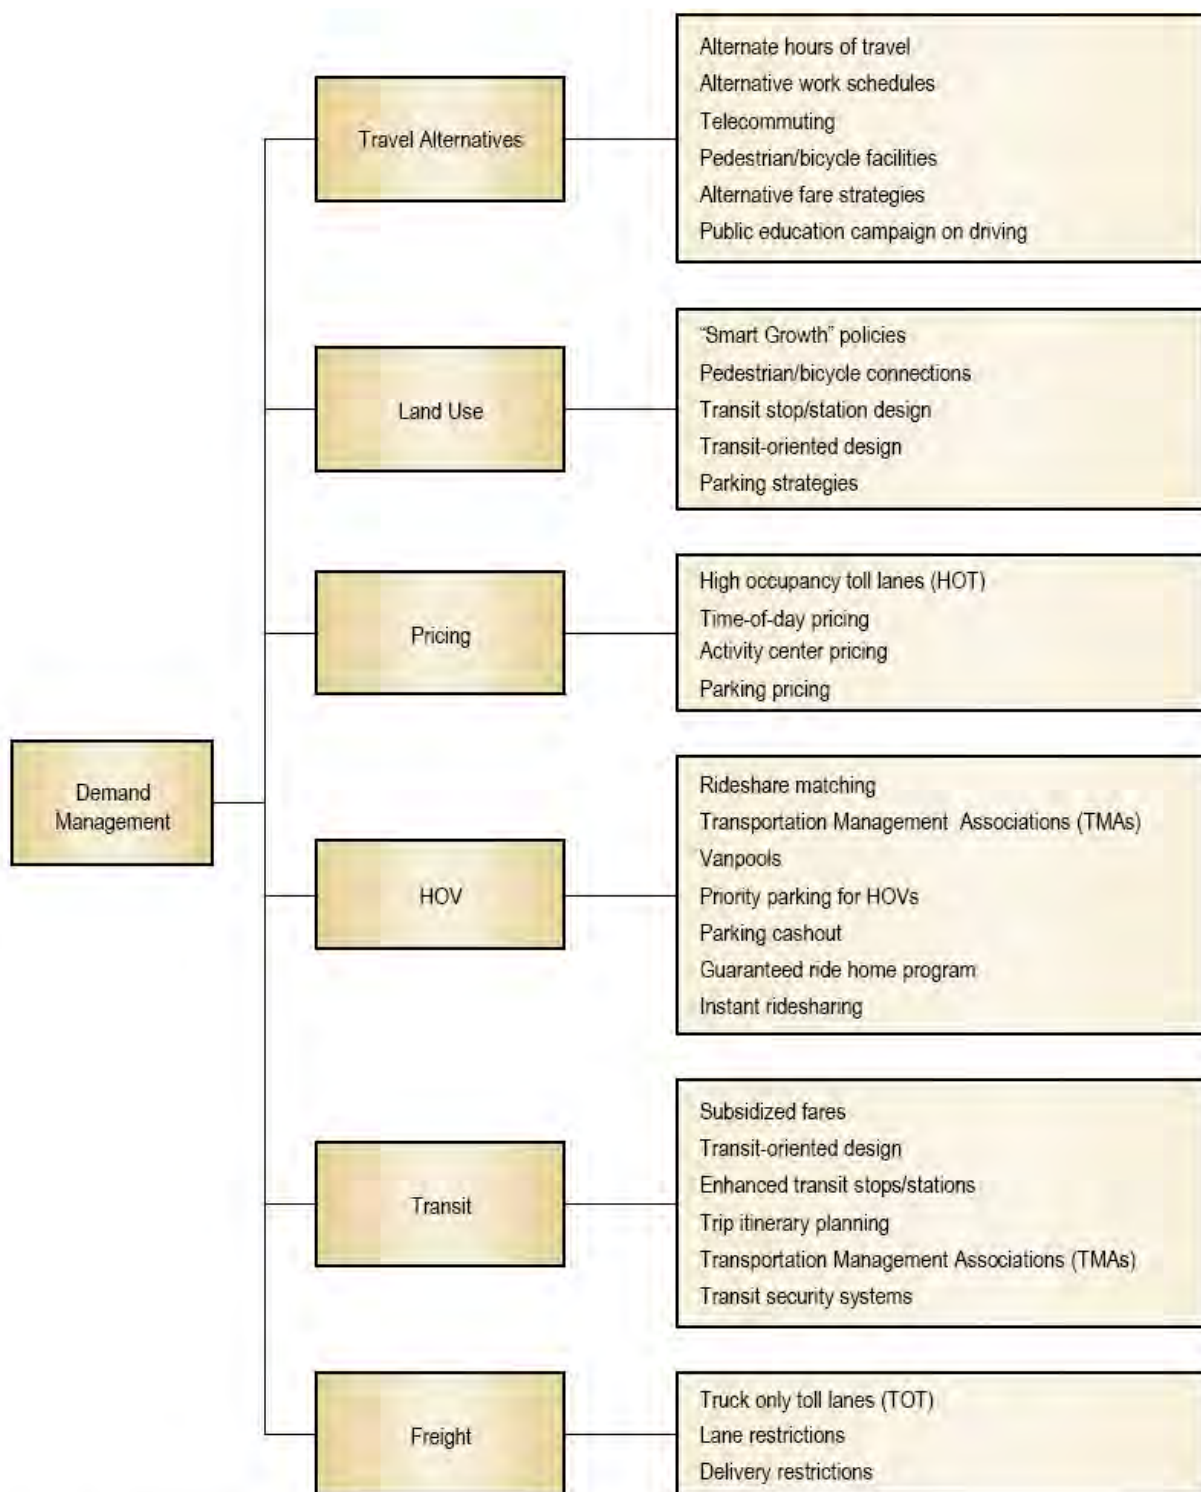 Demand
Management
Travel Alternatives
Alternate hours of travel
Alternative work schedules
Telecommuting
Pedestrian/bicycle facilities
Alternative fare strategies
Public education campaign on driving
Land Use
“Smart Growth” policies
Pedestrian/bicycle connections
Transit stop/station design
Transit-oriented design
Parking strategies
Pricing
High occupancy toll lanes (HOT)
Time-of-day pricing
Activity center pricing
Parking pricing
HOV
Rideshare matching
Transportation Management Associations (TMAs)
Vanpools
Priority parking for HOVs
Parking cashout
Guaranteed ride home program
Instant ridesharing
Transit
Subsidized fares
Transit-oriented design
Enhanced transit stops/stations
Trip itinerary planning
Transportation Management Associations (TMAs)
Transit security systems
Freight
Truck only toll lanes (TOT)
Lane restrictions
Delivery restrictions